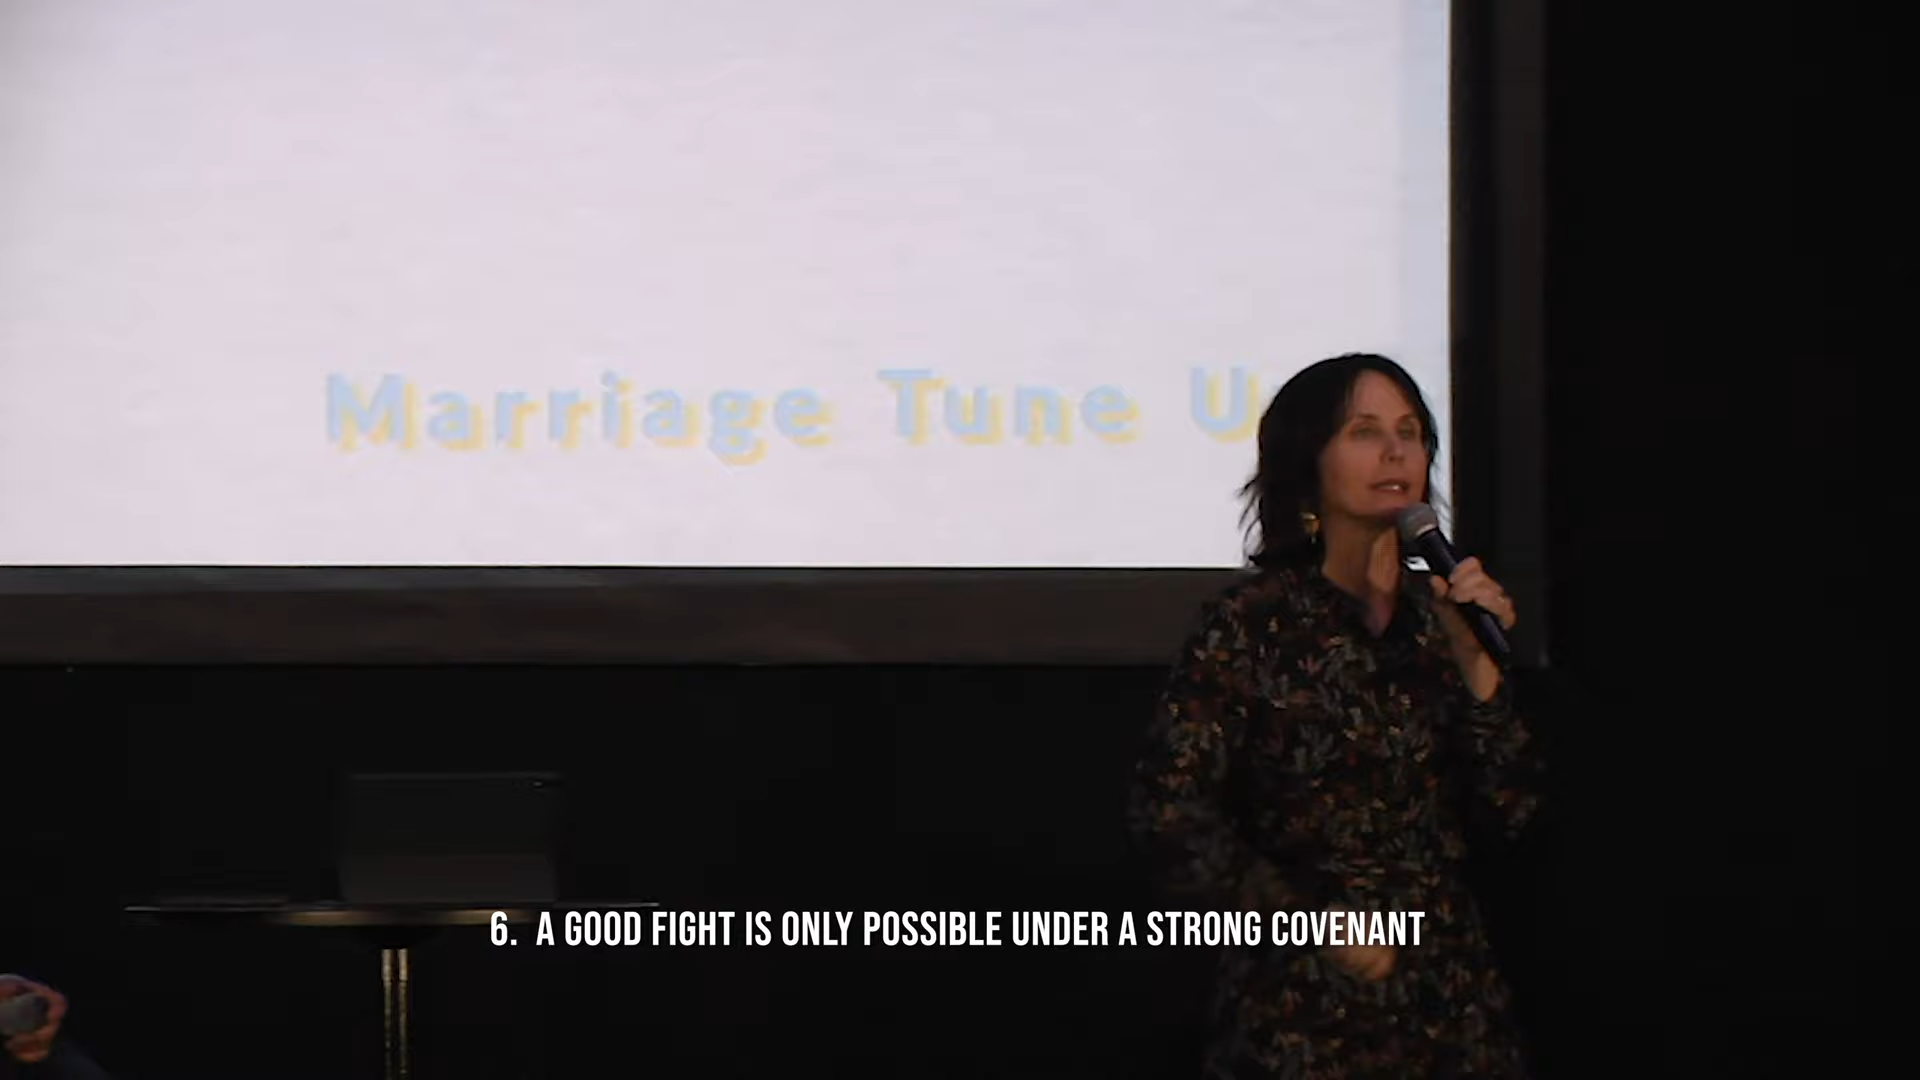 Marriage Tune U
6. A GOOD FIGHT IS ONLY POSSIBLE UNDER A STRONG COVENANT